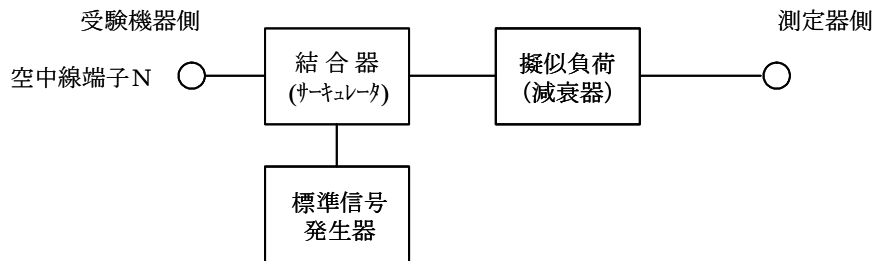 受験機器側
測定器側
空中線端子N
結合器
(サーキュレータ)
擬似負荷
(減衰器)
標準信号
発生器